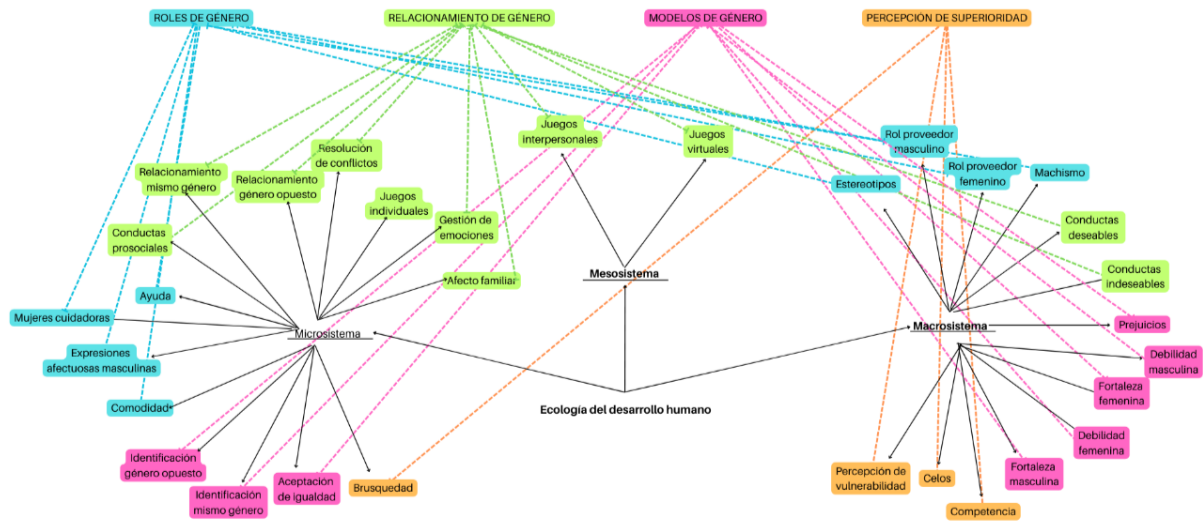 ROLES DE GÉNERO
RELACIONAMIENTO DE GÉNERO
MODELOS DE GÉNERO
PERCEPCIÓN DE SUPERIORIDAD
Juegos
interpersonales
Juegos
virtuales
Rol proveedor
masculino
Resolución
de conflictos
Relacionamiento
mismo género
Relacionamiento
género opuesto
Rol proveedor
femenino
Machismo
Estereotipos
Juegos
individuales
Gestión de
emociones
Conductas
prosociales
Conductas
deseables
Mesosistema
Afecto familiar
Conductas
indeseables
Ayuda
Mujeres cuidadoras
Microsistema
Macrosistema
Prejuicios
Expresiones
afectuosas masculinas
Debilidad
masculina
Fortaleza
femenina
Comodidad
Ecología del desarrollo humano
Debilidad
femenina
Identificación
género opuesto
Identificación
mismo género
Aceptación
de igualdad
Brusquedad
Percepción de
vulnerabilidad
Celos
Fortaleza
masculina
Competencia